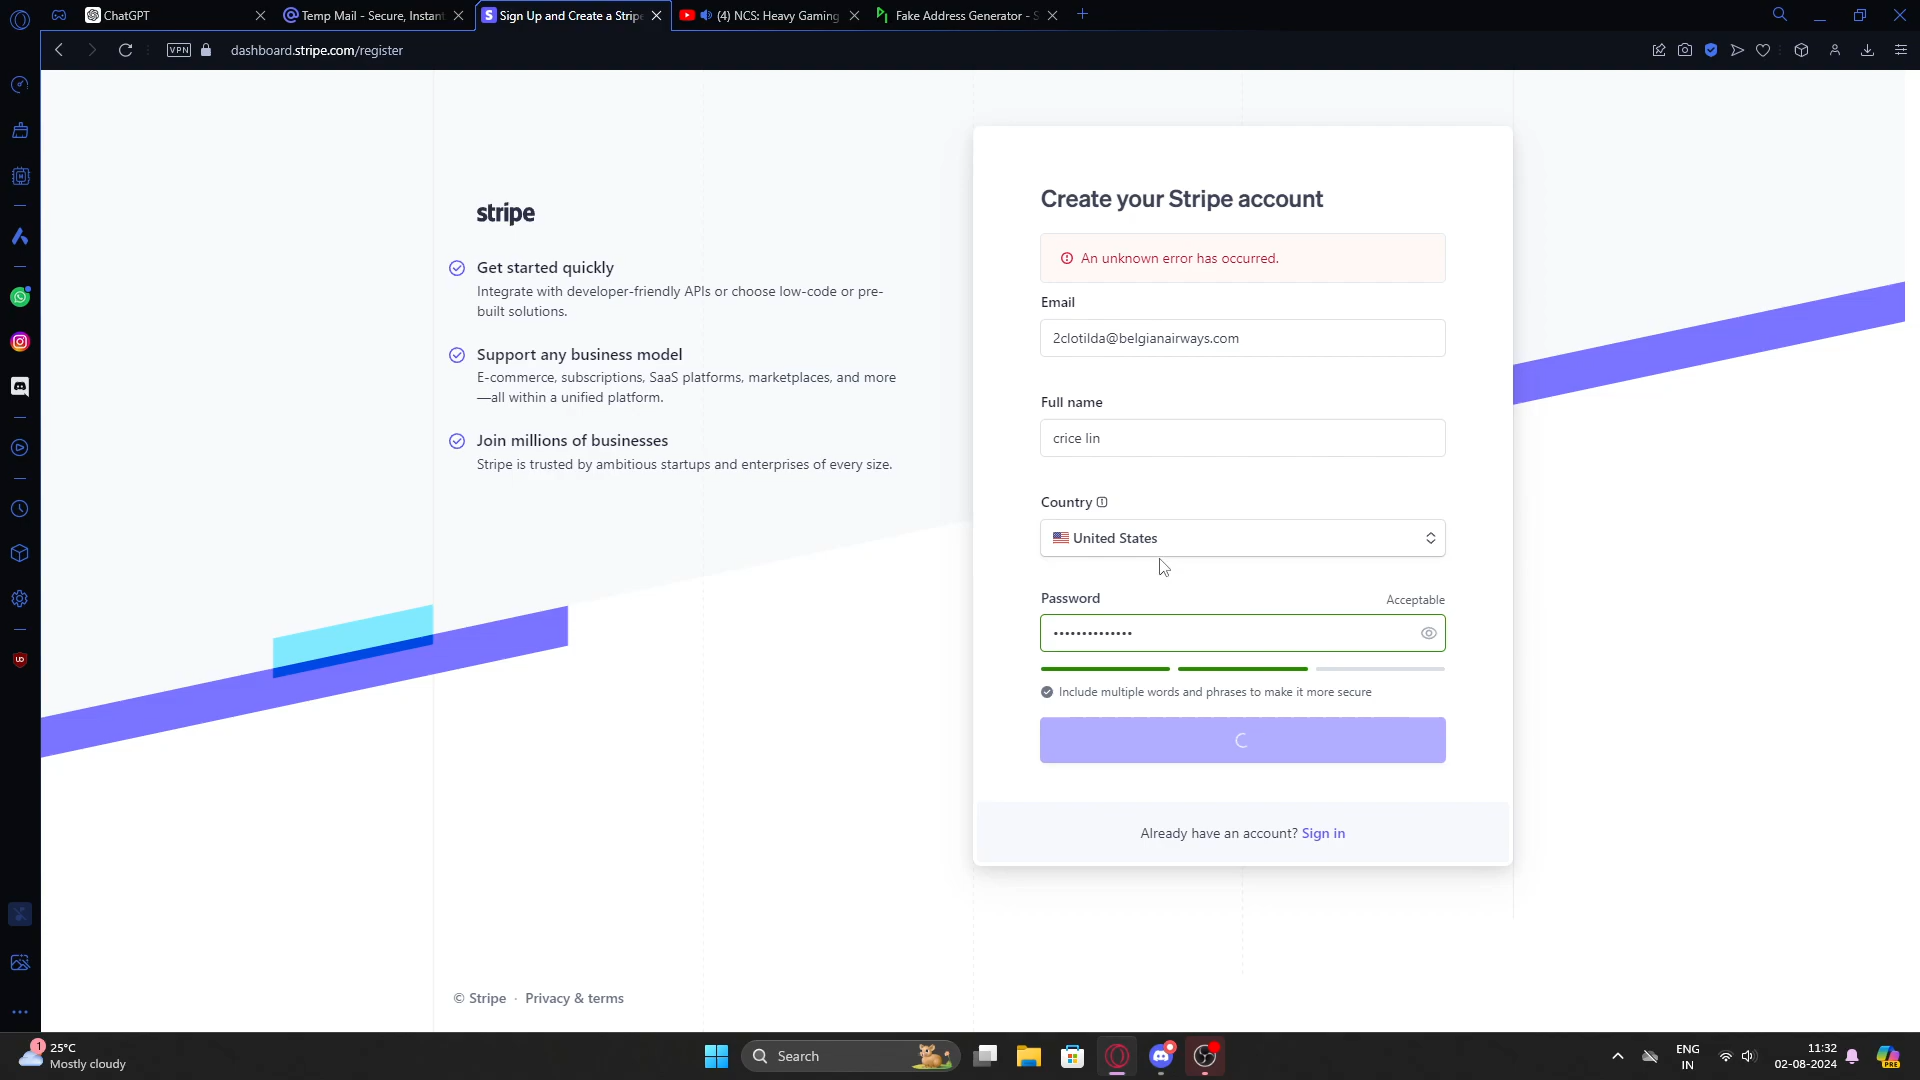 ChatGPT
Temp Mail - Secure, Instant
Sign Up and Create a Stripe
(4) NCS: Heavy Gaming
Fake Address Generator - S
VPN
dashboard.stripe.com/register
stripe
Get started quickly
Integrate with developer-friendly APIs or choose low-code or pre-
built solutions.
Support any business model
E-commerce, subscriptions, SaaS platforms, marketplaces, and more
—all within a unified platform.
Join millions of businesses
Stripe is trusted by ambitious startups and enterprises of every size.
© Stripe · Privacy & terms
Create your Stripe account
An unknown error has occurred.
Email
2clotilda@belgianairways.com
Full name
crice lin
Country
United States
Password
Acceptable
••••••••••••••
Include multiple words and phrases to make it more secure
Already have an account? Sign in
1
25°C
Mostly cloudy
Search
ENG
IN
11:32
02-08-2024
PRE